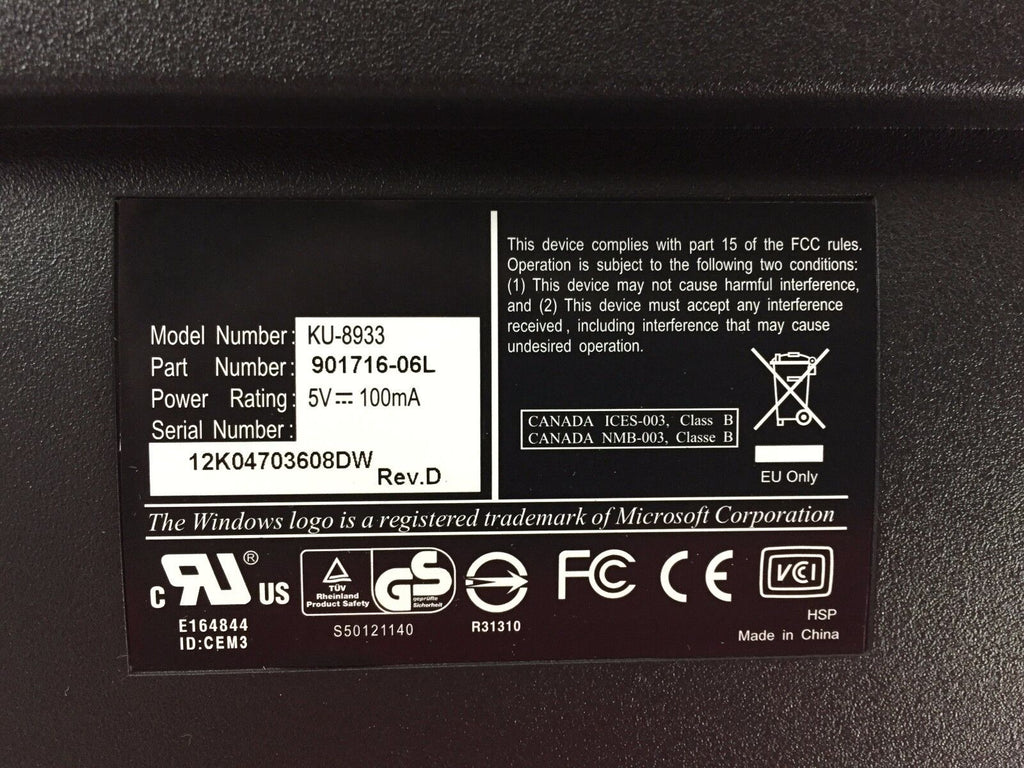 Model Number: KU-8933
Part Number: 901716-06L
Power Rating: 5V⎓100mA
Serial Number:
12K04703608DW
Rev.D
This device complies with part 15 of the FCC rules.
Operation is subject to the following two conditions:
(1) This device may not cause harmful interference,
and (2) This device must accept any interference
received, including interference that may cause
undesired operation.
CANADA ICES-003, Class B
CANADA NMB-003, Classe B
EU Only
The Windows logo is a registered trademark of Microsoft Corporation
c RU ® US
E164844
ID:CEM3
TÜV
Rheinland
Product Safety
GS
geprüfte
Sicherheit
S50121140
R31310
FC
CE
VCI
HSP
Made in China